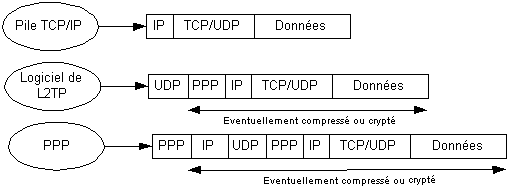 Pile TCP/IP IP TCP/UDP Données
Logiciel de
L2TP
UDP PPP IP TCP/UDP Données
Eventuellement compressé ou crypté
PPP PPP IP UDP PPP IP TCP/UDP Données
Eventuellement compressé ou crypté